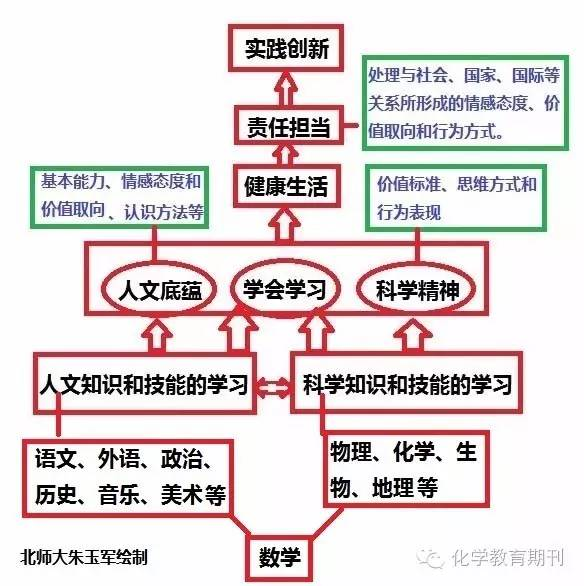 实践创新
处理与社会、国家、国际等
关系所形成的情感态度、价
值取向和行为方式。
责任担当
基本能力、情感态度和
价值取向、认识方法等
健康生活
价值标准、思维方式和
行为表现
人文底蕴
学会学习
科学精神
人文知识和技能的学习
科学知识和技能的学习
语文、外语、政治、
历史、音乐、美术等
物理、化学、生
物、地理等
数学
北师大朱玉军绘制
化学教育期刊